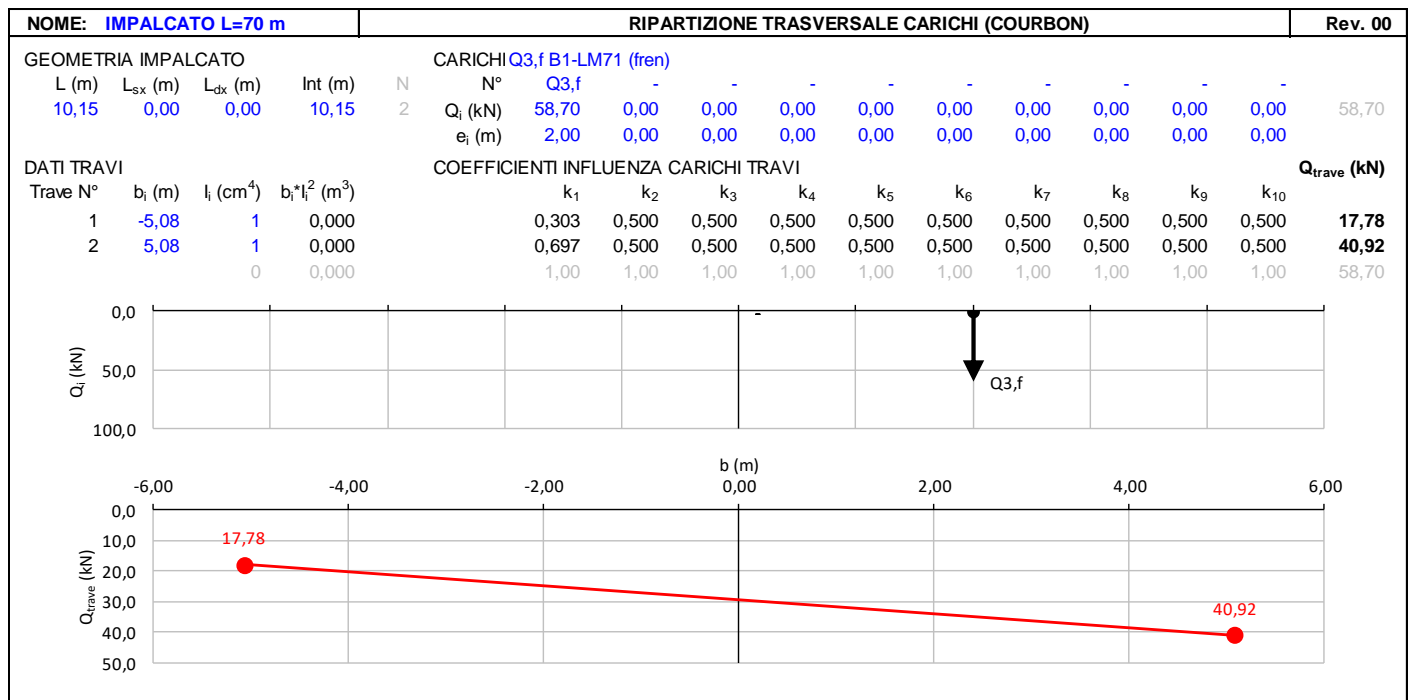 NOME: IMPALCATO L=70 m RIPARTIZIONE TRASVERSALE CARICHI (COURBON) Rev. 00
GEOMETRIA IMPALCATO CARICHI Q3,f B1-LM71 (fren)
L (m) Lsx (m) Ldx (m) Int (m) N N° Q3,f - - - - - - - - -
10,15 0,00 0,00 10,15 2 Qi (kN) 58,70 0,00 0,00 0,00 0,00 0,00 0,00 0,00 0,00 0,00 58,70
ei (m) 2,00 0,00 0,00 0,00 0,00 0,00 0,00 0,00 0,00 0,00
DATI TRAVI COEFFICIENTI INFLUENZA CARICHI TRAVI Qtrave (kN)
Trave N° bi (m) Ii (cm⁴) bi*Ii² (m³) k1 k2 k3 k4 k5 k6 k7 k8 k9 k10
1 -5,08 1 0,000 0,303 0,500 0,500 0,500 0,500 0,500 0,500 0,500 0,500 0,500 17,78
2 5,08 1 0,000 0,697 0,500 0,500 0,500 0,500 0,500 0,500 0,500 0,500 0,500 40,92
0 0,000 1,00 1,00 1,00 1,00 1,00 1,00 1,00 1,00 1,00 1,00 58,70
0,0
-
50,0
Qi (kN)
Q3,f
100,0
b (m)
-6,00 -4,00 -2,00 0,00 2,00 4,00 6,00
0,0
10,0
20,0
30,0
40,0
50,0
Qtrave (kN)
17,78
40,92